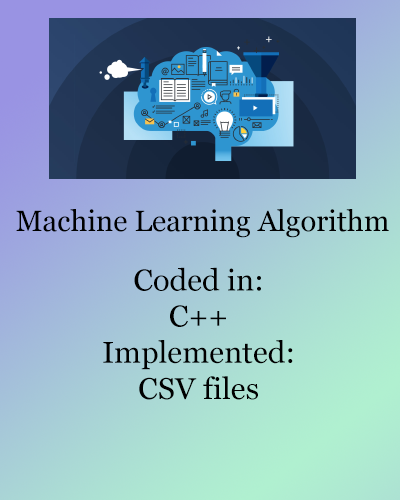 Machine Learning Algorithm
Coded in:
C++
Implemented:
CSV files